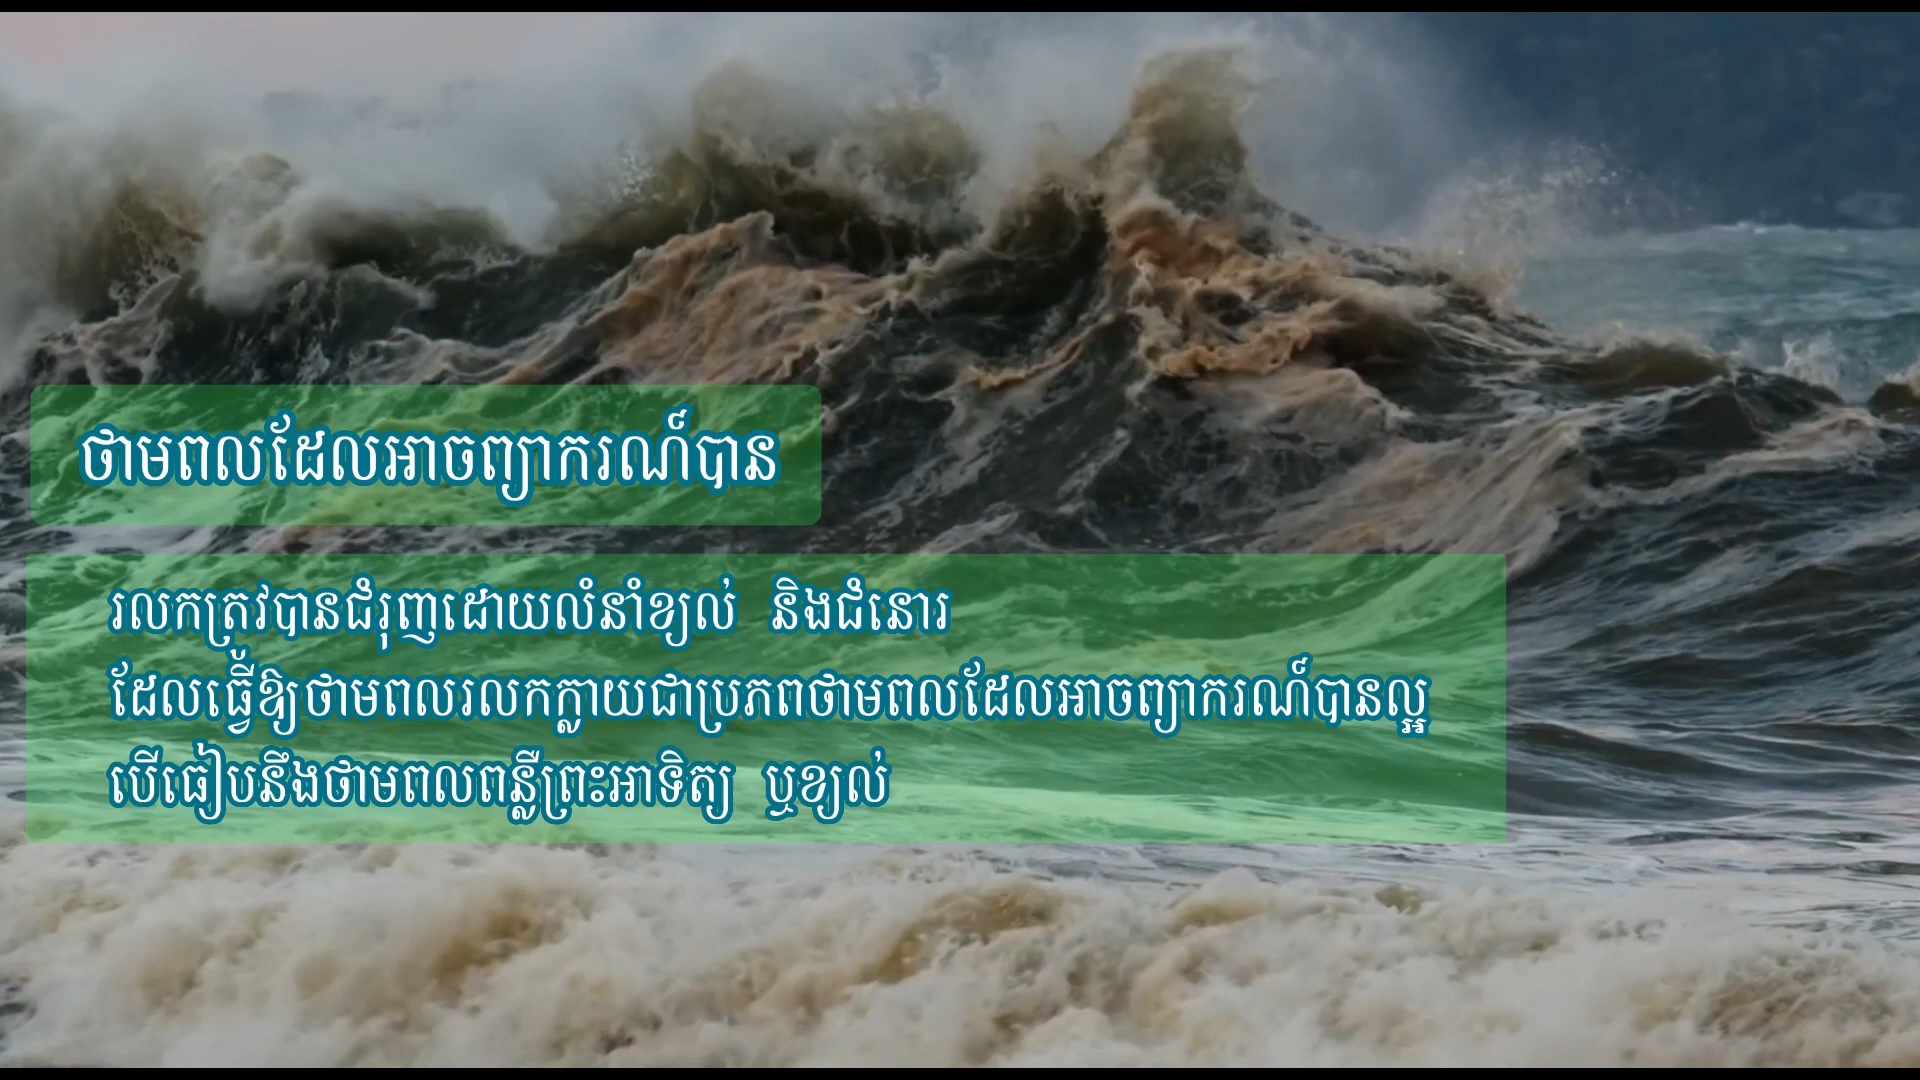 ថាមពលដែលអាចព្យាករណ៍បាន
រលកត្រូវបានជំរុញដោយលំនាំខ្យល់ និងជំនោរ
ដែលធ្វើឱ្យថាមពលរលកក្លាយជាប្រភពថាមពលដែលអាចព្យាករណ៍បានល្អ
បើធៀបនឹងថាមពលពន្លឺព្រះអាទិត្យ ឬខ្យល់